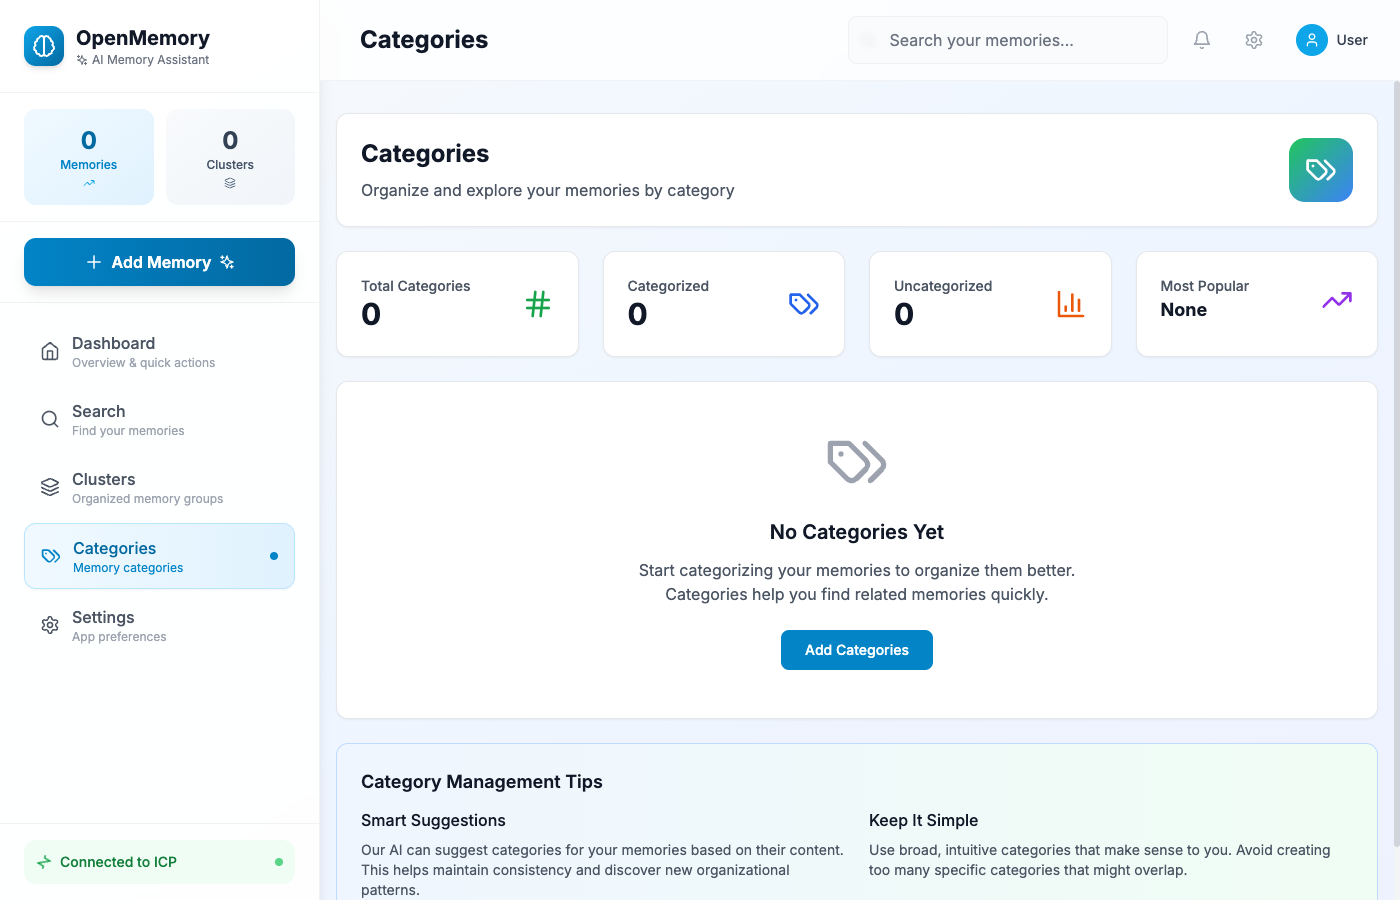 OpenMemory
AI Memory Assistant
0
Memories
0
Clusters
Add Memory
Dashboard
Overview & quick actions
Search
Find your memories
Clusters
Organized memory groups
Categories
Memory categories
Settings
App preferences
Connected to ICP
Categories
Search your memories...
User
Categories
Organize and explore your memories by category
Total Categories
0
Categorized
0
Uncategorized
0
Most Popular
None
No Categories Yet
Start categorizing your memories to organize them better.
Categories help you find related memories quickly.
Add Categories
Category Management Tips
Smart Suggestions
Our AI can suggest categories for your memories based on their content.
This helps maintain consistency and discover new organizational
patterns.
Keep It Simple
Use broad, intuitive categories that make sense to you. Avoid creating
too many specific categories that might overlap.